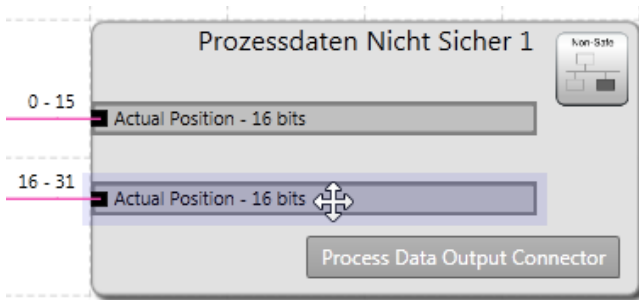 Prozessdaten Nicht Sicher 1
Non-Safe
0 - 15
Actual Position - 16 bits
16 - 31
Actual Position - 16 bits
Process Data Output Connector